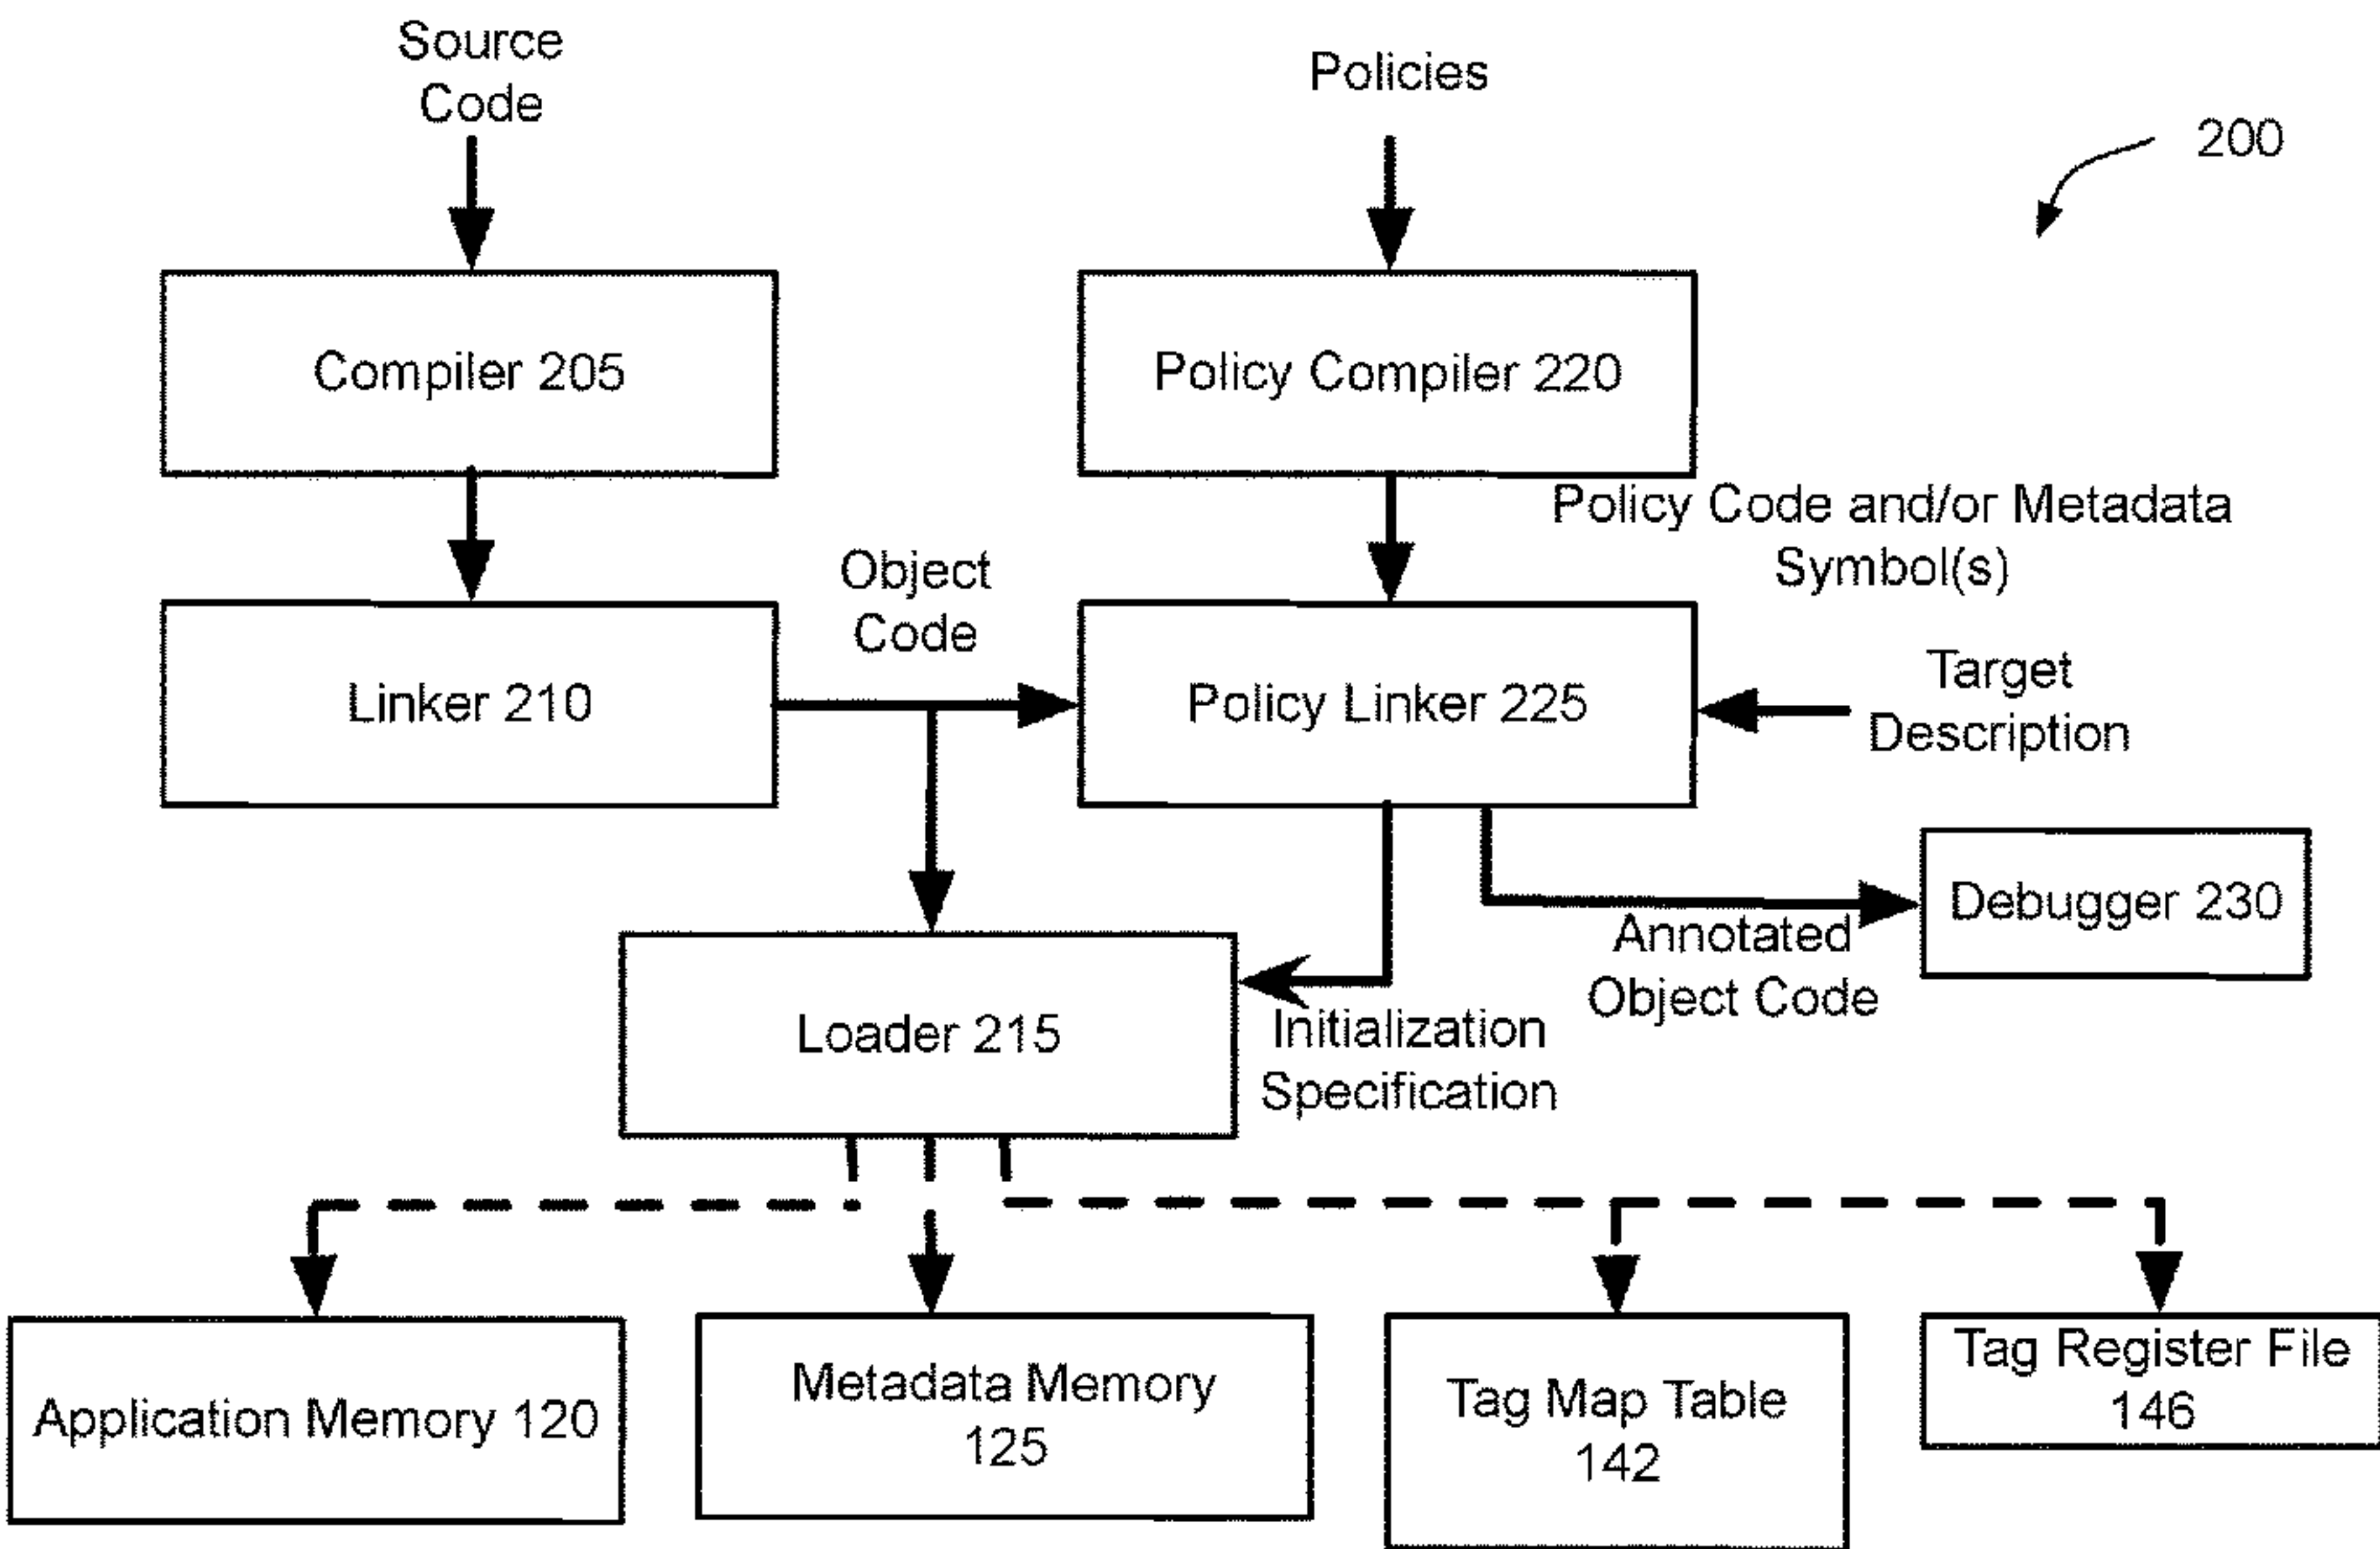 Source
Code
Policies
200
Compiler 205
Policy Compiler 220
Policy Code and/or Metadata
Symbol(s)
Object
Code
Linker 210
Policy Linker 225
Target
Description
Debugger 230
Annotated
Object Code
Loader 215
Initialization
Specification
Application Memory 120
Metadata Memory
125
Tag Map Table
142
Tag Register File
146